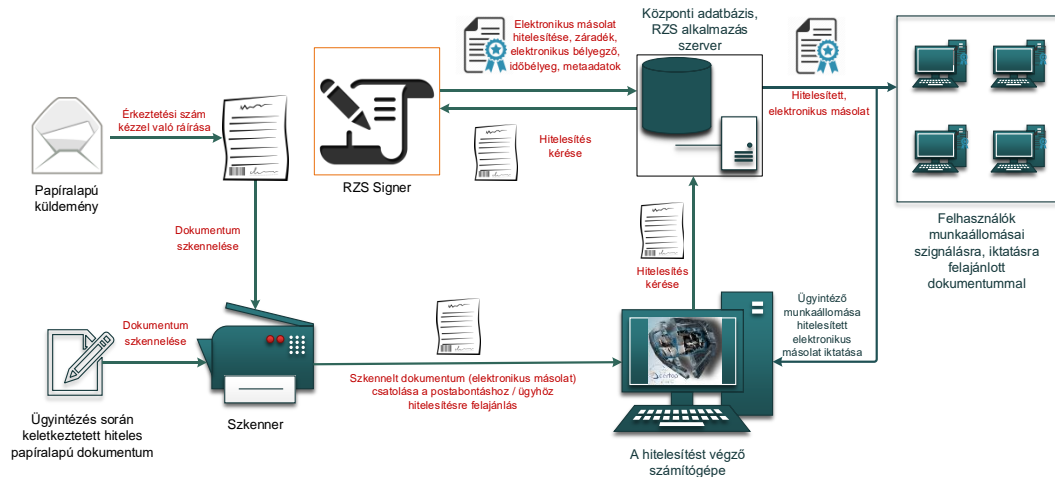 Elektronikus másolat
hitelesítése, záradék,
elektronikus bélyegző,
időbélyeg, metaadatok
Központi adatbázis,
RZS alkalmazás
szerver
Érkeztetési szám
kézzel való ráírása
Hitelesített,
elektronikus másolat
Hitelesítés
kérése
RZS Signer
Papíralapú
küldemény
Dokumentum
szkennelése
Hitelesítés
kérése
Felhasználók
munkaállomásai
szignálásra, iktatásra
felajánlott
dokumentummal
Ügyintéző
munkaállomása
hitelesített
elektronikus
másolat iktatása
Dokumentum
szkennelése
Szkennelt dokumentum (elektronikus másolat)
csatolása a postabontáshoz / ügyhöz
hitelesítésre felajánlás
Ügyintézés során
keletkeztetett hiteles
papíralapú dokumentum
Szkenner
A hitelesítést végző
számítógépe